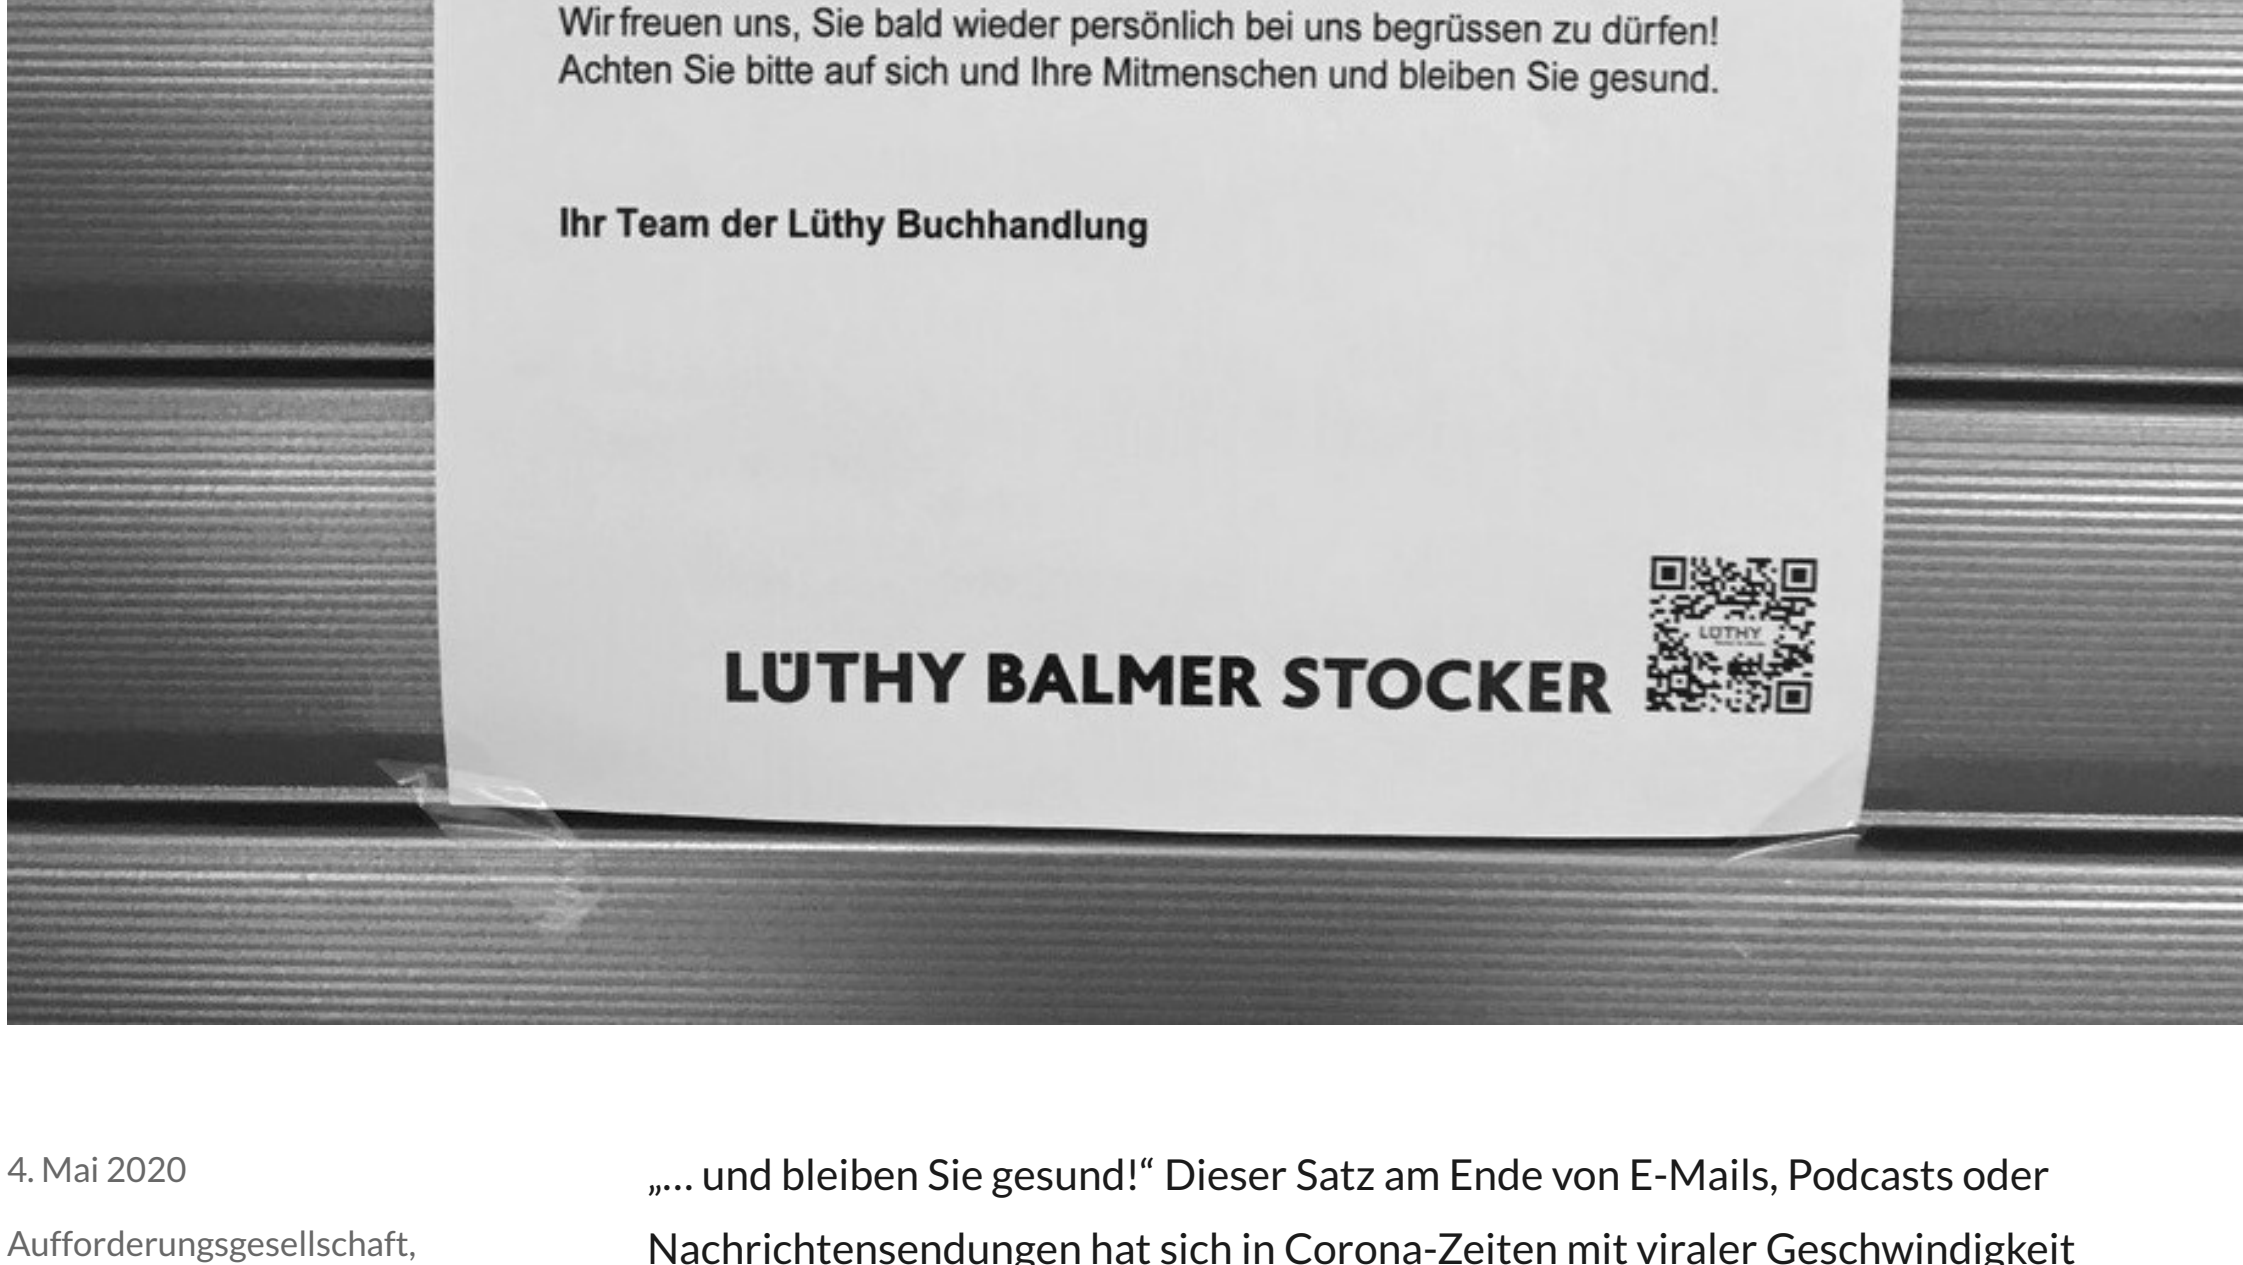 Wir freuen uns, Sie bald wieder persönlich bei uns begrüssen zu dürfen!
Achten Sie bitte auf sich und Ihre Mitmenschen und bleiben Sie gesund.
Ihr Team der Lüthy Buchhandlung
LÜTHY
LÜTHY BALMER STOCKER
4. Mai 2020
Aufforderungsgesellschaft,
„... und bleiben Sie gesund!“ Dieser Satz am Ende von E-Mails, Podcasts oder
Nachrichtensendungen hat sich in Corona-Zeiten mit viraler Geschwindigkeit